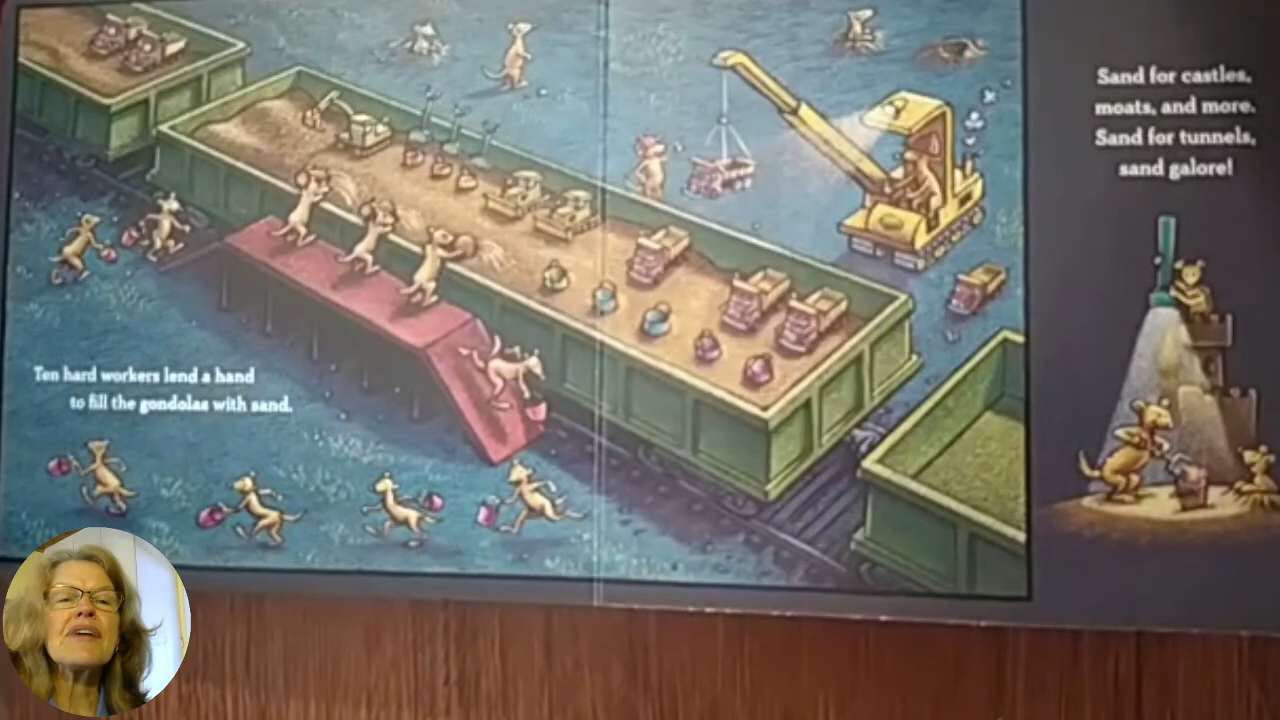 Ten hard workers lend a hand
to fill the gondolas with sand.
Sand for castles,
moats, and more.
Sand for tunnels,
sand galore!